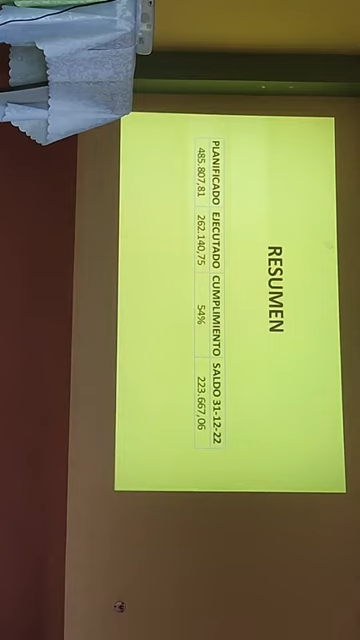 RESUMEN
PLANIFICADO EJECUTADO CUMPLIMIENTO SALDO 31-12-22
485.807,81 262.140,75 54% 223.667,06